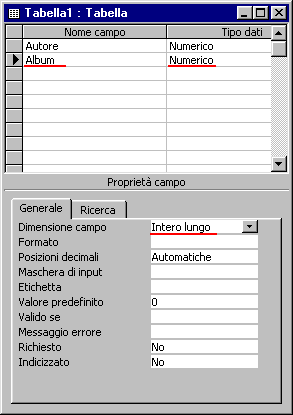 Tabella1 : Tabella
Nome campo Tipo dati
Autore Numerico
Album Numerico
Proprietà campo
Generale Ricerca
Dimensione campo Intero lungo
Formato
Posizioni decimali Automatiche
Maschera di input
Etichetta
Valore predefinito 0
Valido se
Messaggio errore
Richiesto No
Indicizzato No